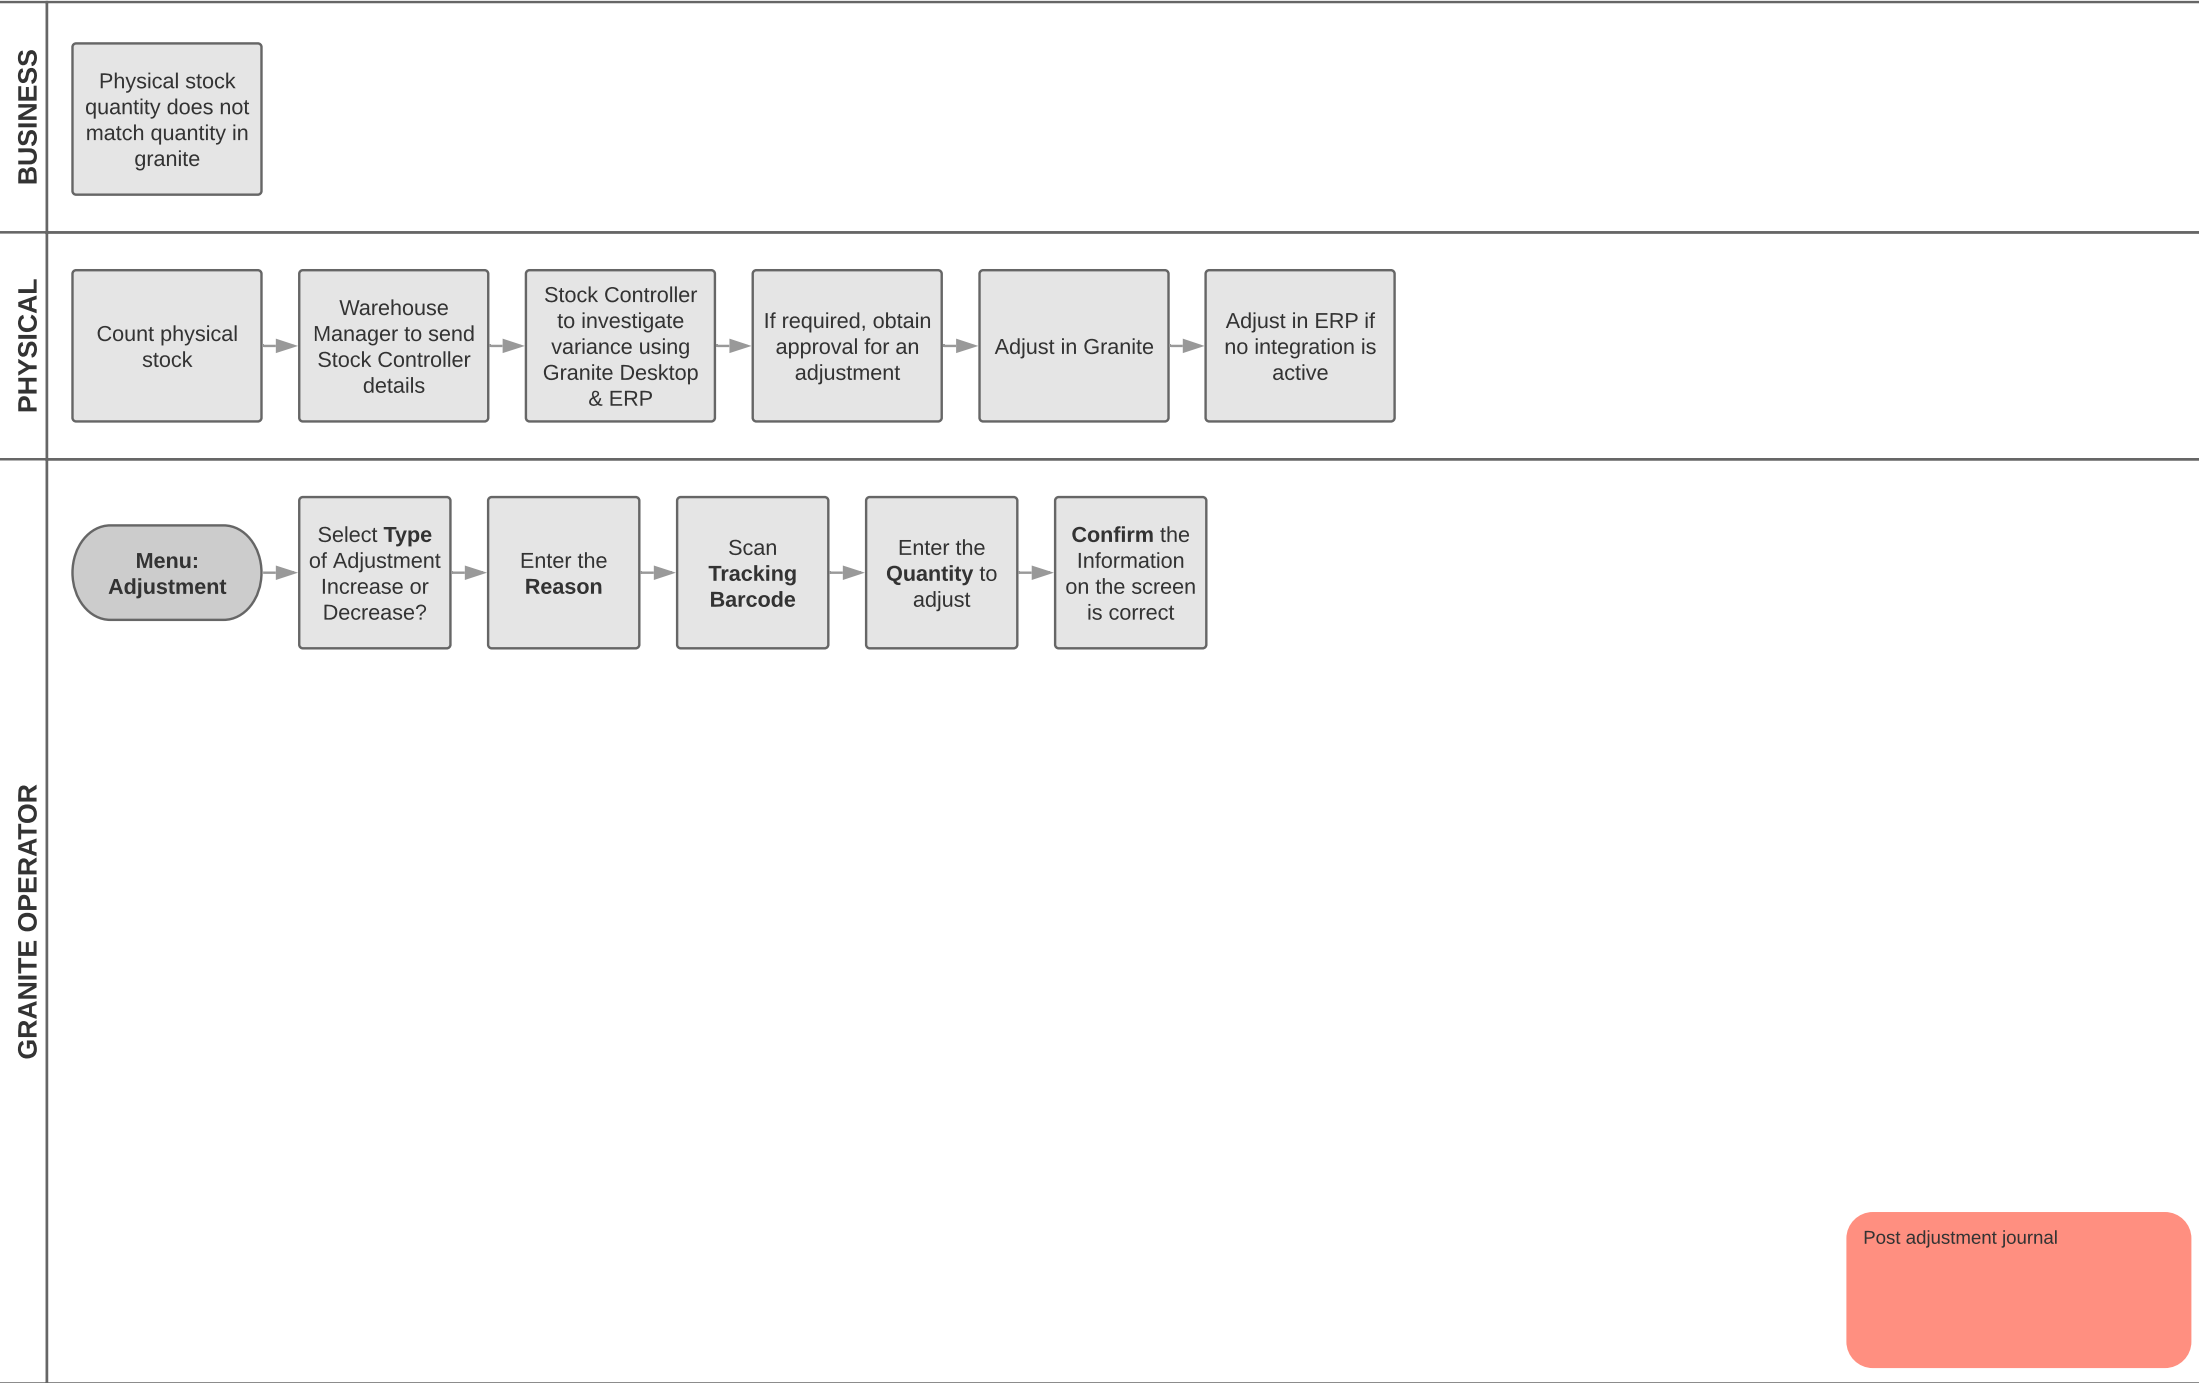 BUSINESS
Physical stock
quantity does not
match quantity in
granite
PHYSICAL
Count physical
stock
Warehouse
Manager to send
Stock Controller
details
Stock Controller
to investigate
variance using
Granite Desktop
& ERP
If required, obtain
approval for an
adjustment
Adjust in Granite
Adjust in ERP if
no integration is
active
GRANITE OPERATOR
Menu:
Adjustment
Select Type
of Adjustment
Increase or
Decrease?
Enter the
Reason
Scan
Tracking
Barcode
Enter the
Quantity to
adjust
Confirm the
Information
on the screen
is correct
Post adjustment journal